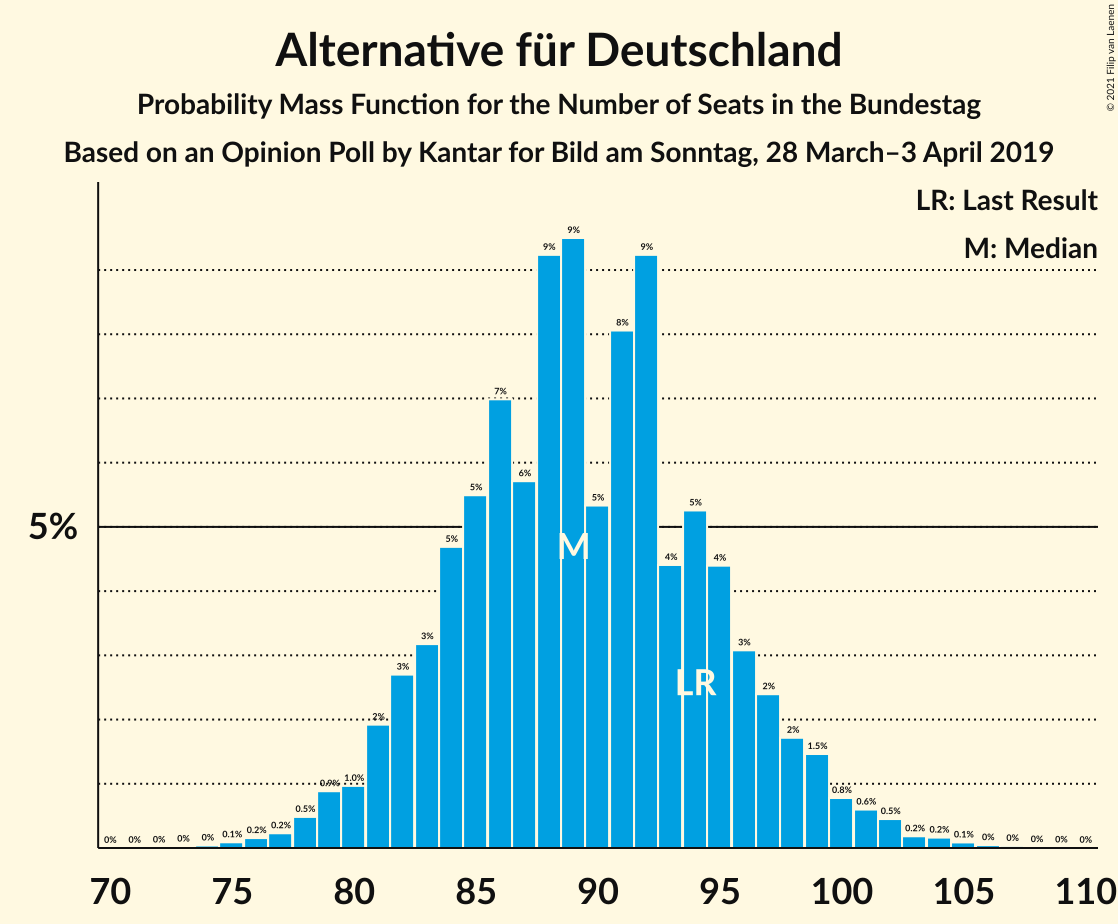 Alternative für Deutschland
Probability Mass Function for the Number of Seats in the Bundestag
Based on an Opinion Poll by Kantar for Bild am Sonntag, 28 March–3 April 2019
© 2021 Filip van Laenen
LR: Last Result
M: Median
5%
0% 0% 0% 0% 0% 0.1% 0.2% 0.2% 0.5% 0.9% 1.0% 2% 3% 3% 5% 5% 7% 6% 9% 9% 5% 8% 9% 4% 5% 4% 3% 2% 2% 1.5% 0.8% 0.6% 0.5% 0.2% 0.2% 0.1% 0% 0% 0% 0% 0%
M
LR
70 75 80 85 90 95 100 105 110